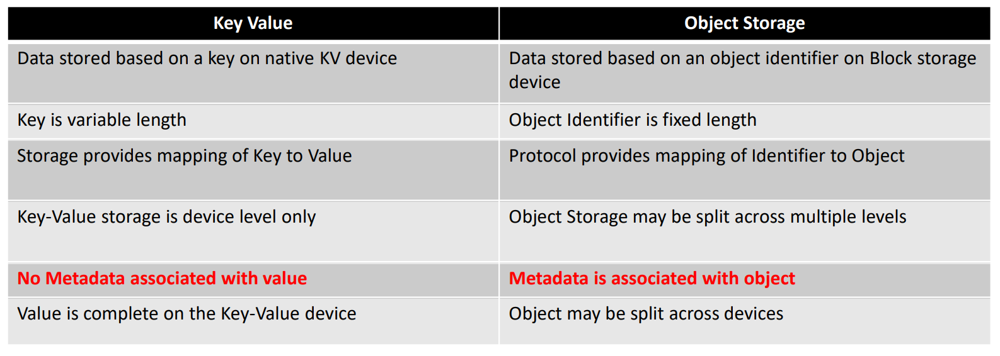 Key Value
Object Storage
Data stored based on a key on native KV device
Data stored based on an object identifier on Block storage
device
Key is variable length
Object Identifier is fixed length
Storage provides mapping of Key to Value
Protocol provides mapping of Identifier to Object
Key-Value storage is device level only
Object Storage may be split across multiple levels
No Metadata associated with value
Metadata is associated with object
Value is complete on the Key-Value device
Object may be split across devices